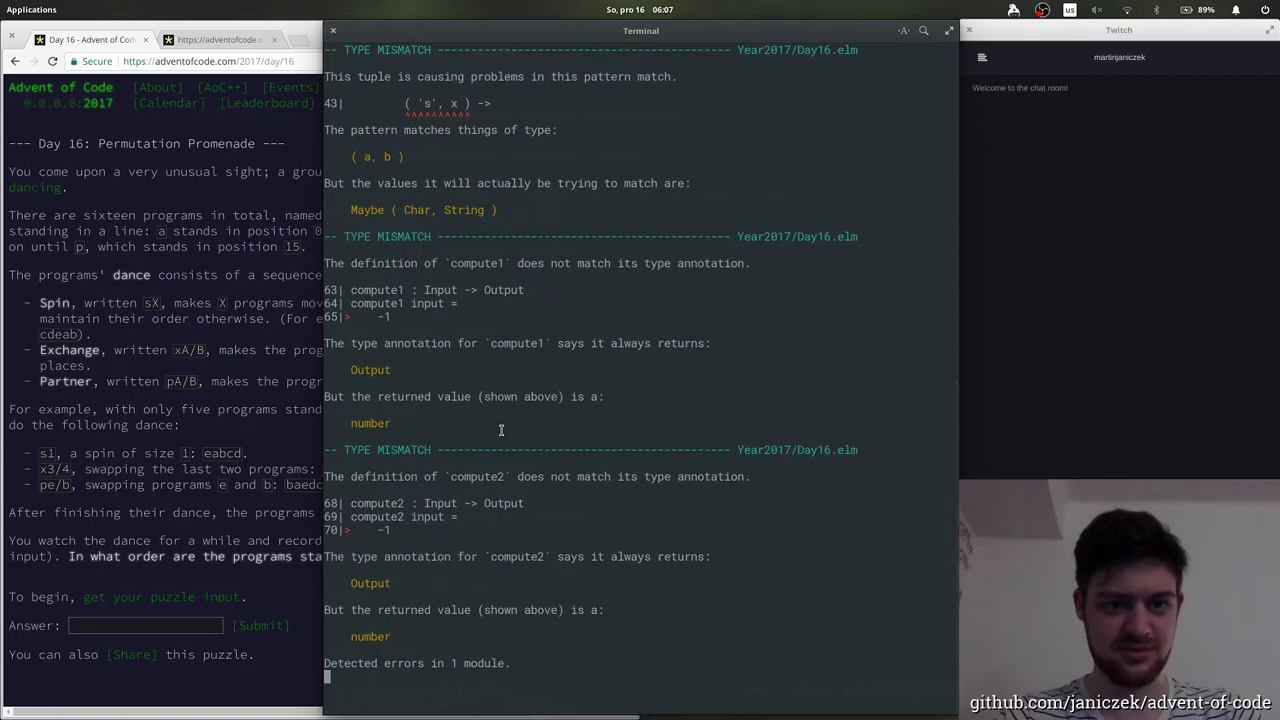 Applications
So, pro 16 06:07
us
89%
Day 16 - Advent of Cod
https://adventofcode.c
Secure
https://adventofcode.com/2017/day/16
Advent of Code
[About]
[AoC++]
[Events]
0.0.0.0:2017
[Calendar]
[Leaderboard]
--- Day 16: Permutation Promenade ---
You come upon a very unusual sight; a grou
dancing.
There are sixteen programs in total, named
standing in a line: a stands in position 0
on until p, which stands in position 15.
The programs' dance consists of a sequence
- Spin, written sX, makes X programs mov
maintain their order otherwise. (For e
cdeab).
- Exchange, written xA/B, makes the prog
places.
- Partner, written pA/B, makes the progr
For example, with only five programs stand
do the following dance:
- s1, a spin of size 1: eabcd.
- x3/4, swapping the last two programs:
- pe/b, swapping programs e and b: baedc
After finishing their dance, the programs
You watch the dance for a while and record
input). In what order are the programs sta
To begin, get your puzzle input.
Answer:
[Submit]
You can also [Share] this puzzle.
Terminal
-A-
-- TYPE MISMATCH -------------------------------------------- Year2017/Day16.elm
This tuple is causing problems in this pattern match.
43| ( 's', x ) ->
^^^^^^^^^^
The pattern matches things of type:
( a, b )
But the values it will actually be trying to match are:
Maybe ( Char, String )
-- TYPE MISMATCH -------------------------------------------- Year2017/Day16.elm
The definition of `compute1` does not match its type annotation.
63| compute1 : Input -> Output
64| compute1 input =
65|> -1
The type annotation for `compute1` says it always returns:
Output
But the returned value (shown above) is a:
number
-- TYPE MISMATCH -------------------------------------------- Year2017/Day16.elm
The definition of `compute2` does not match its type annotation.
68| compute2 : Input -> Output
69| compute2 input =
70|> -1
The type annotation for `compute2` says it always returns:
Output
But the returned value (shown above) is a:
number
Detected errors in 1 module.
Twitch
martinjaniczek
Welcome to the chat room!
github.com/janiczek/advent-of-code